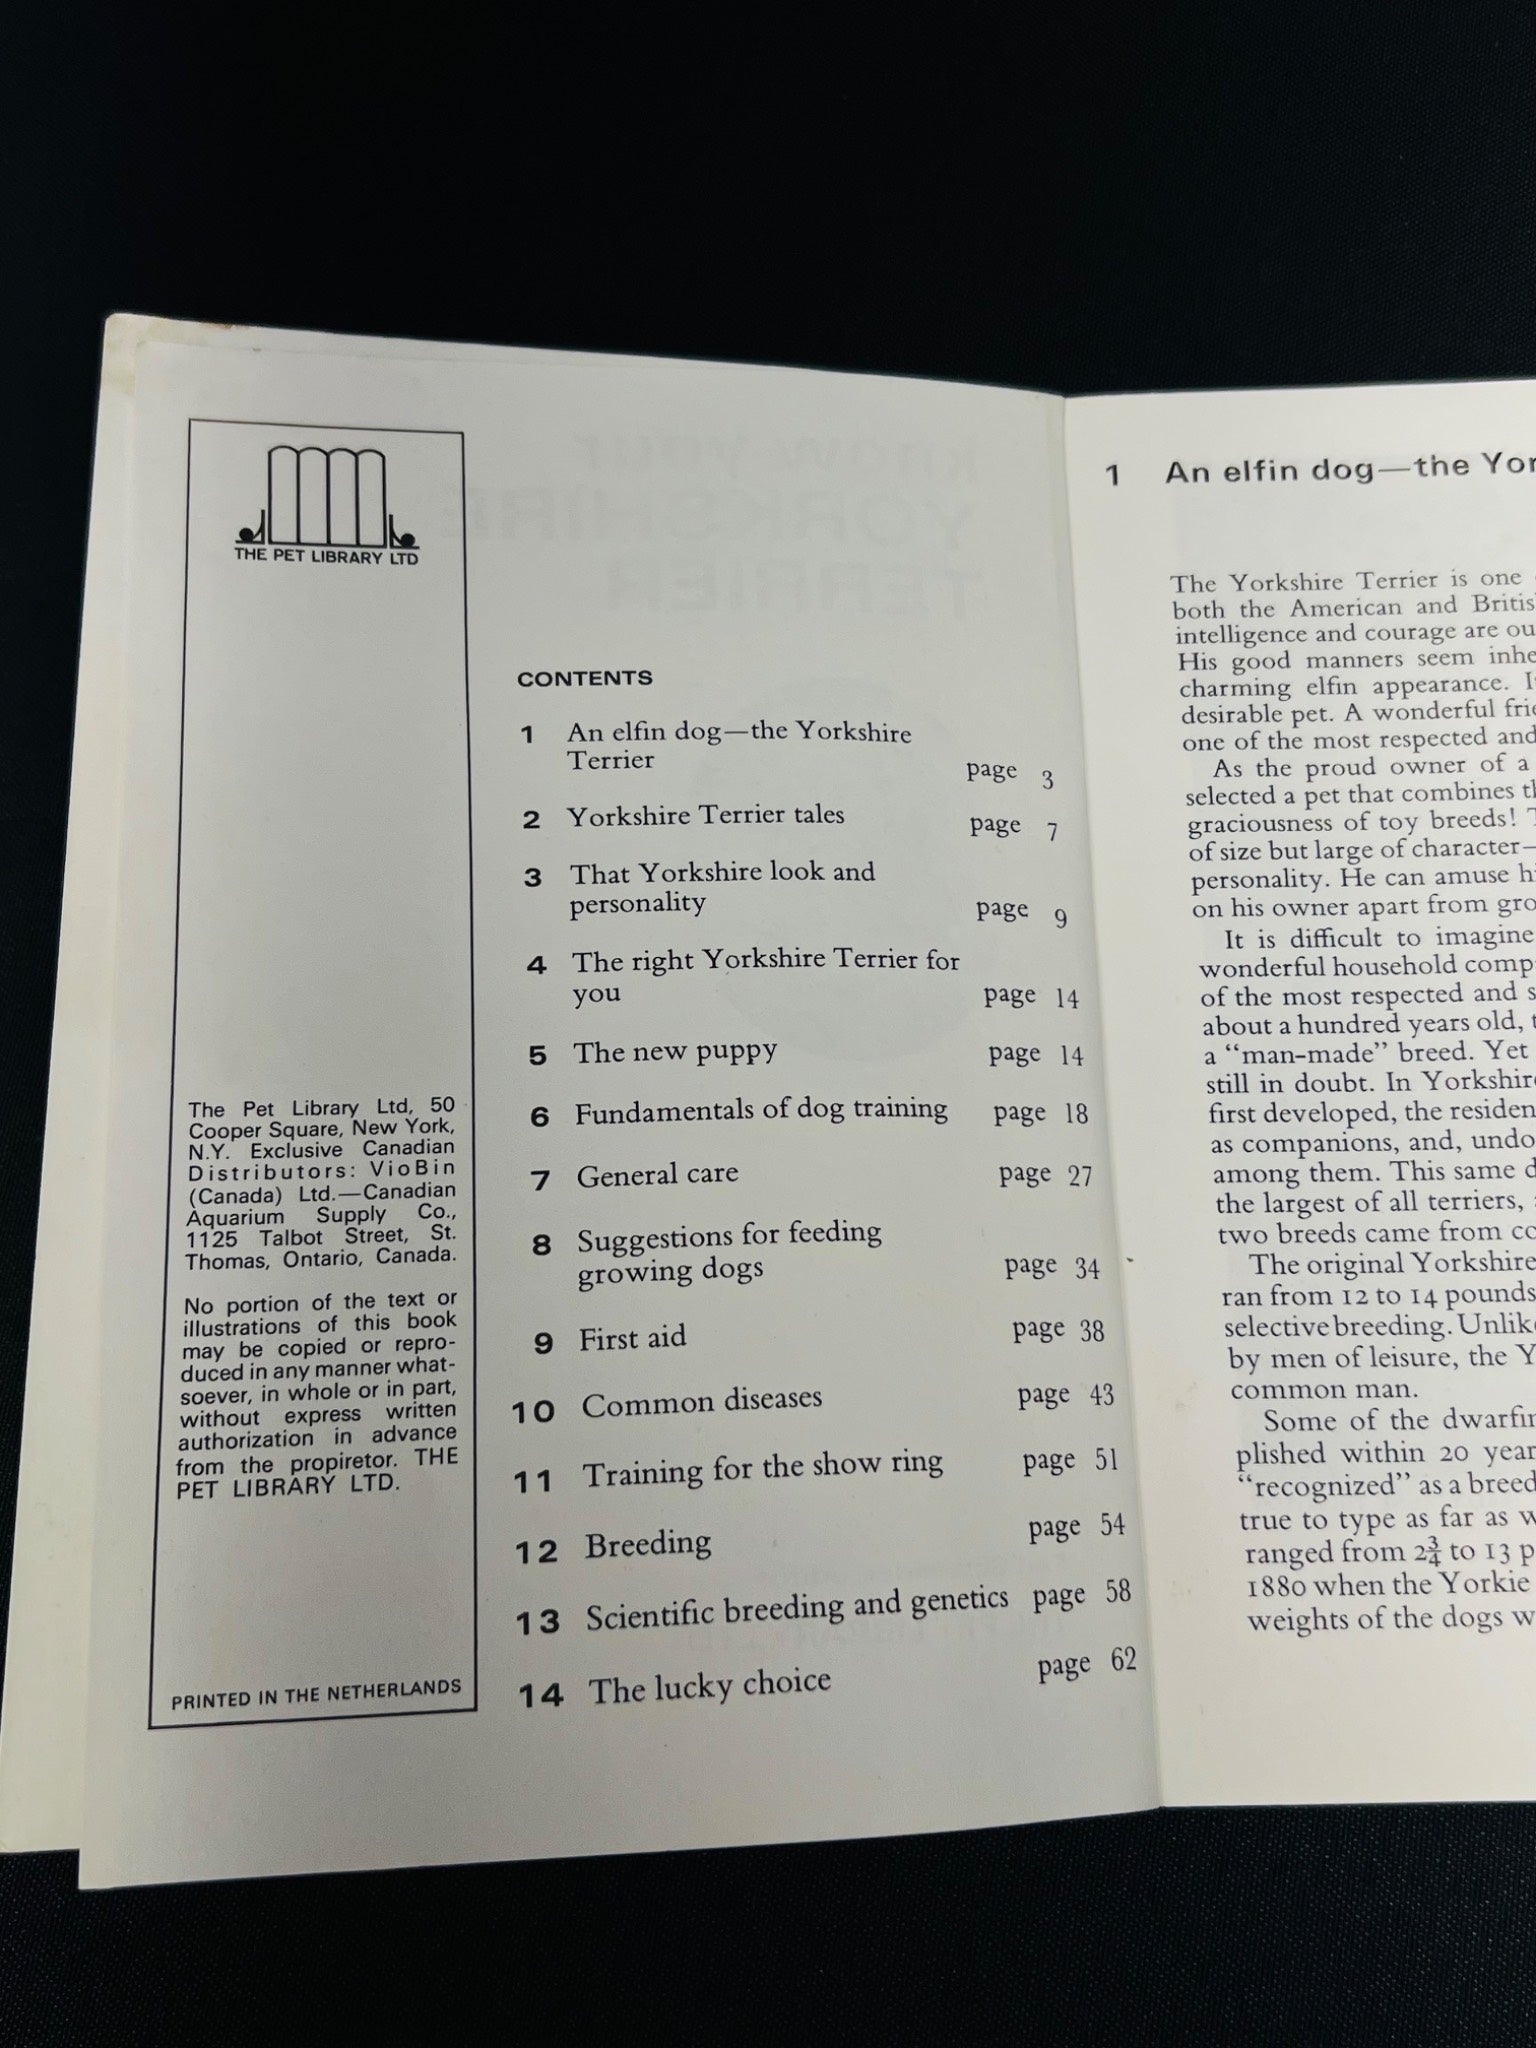 THE PET LIBRARY LTD
The Pet Library Ltd, 50
Cooper Square, New York,
N.Y. Exclusive Canadian
Distributors: VioBin
(Canada) Ltd.—Canadian
Aquarium Supply Co.,
1125 Talbot Street, St.
Thomas, Ontario, Canada.
No portion of the text or
illustrations of this book
may be copied or repro-
duced in any manner what-
soever, in whole or in part,
without express written
authorization in advance
from the propiretor. THE
PET LIBRARY LTD.
PRINTED IN THE NETHERLANDS
CONTENTS
1 An elfin dog—the Yorkshire
Terrier page 3
2 Yorkshire Terrier tales page 7
3 That Yorkshire look and
personality page 9
4 The right Yorkshire Terrier for
you page 14
5 The new puppy page 14
6 Fundamentals of dog training page 18
7 General care page 27
8 Suggestions for feeding
growing dogs page 34
9 First aid page 38
10 Common diseases page 43
11 Training for the show ring page 51
12 Breeding page 54
13 Scientific breeding and genetics page 58
14 The lucky choice page 62
1 An elfin dog—the Yor
The Yorkshire Terrier is one
both the American and Britis
intelligence and courage are ou
His good manners seem inhe
charming elfin appearance. I
desirable pet. A wonderful frie
one of the most respected and
As the proud owner of a
selected a pet that combines th
graciousness of toy breeds! T
of size but large of character—
personality. He can amuse hi
on his owner apart from gro
It is difficult to imagine
wonderful household comp
of the most respected and s
about a hundred years old, t
a “man-made” breed. Yet
still in doubt. In Yorkshire
first developed, the residen
as companions, and, undo
among them. This same d
the largest of all terriers,
two breeds came from co
The original Yorkshire
ran from 12 to 14 pounds
selective breeding. Unlike
by men of leisure, the Y
common man.
Some of the dwarfin
plished within 20 year
“recognized” as a breed
true to type as far as w
ranged from 2¾ to 13 p
1880 when the Yorkie
weights of the dogs w